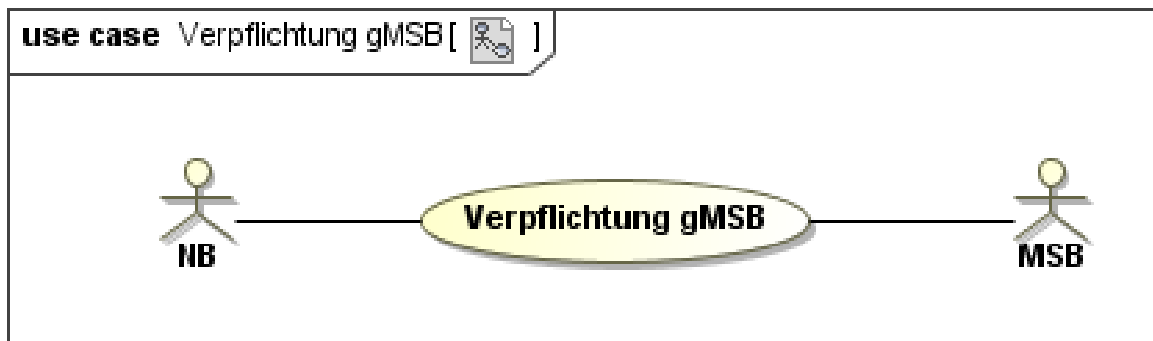 use case Verpflichtung gMSB [ ]
Verpflichtung gMSB
NB
MSB